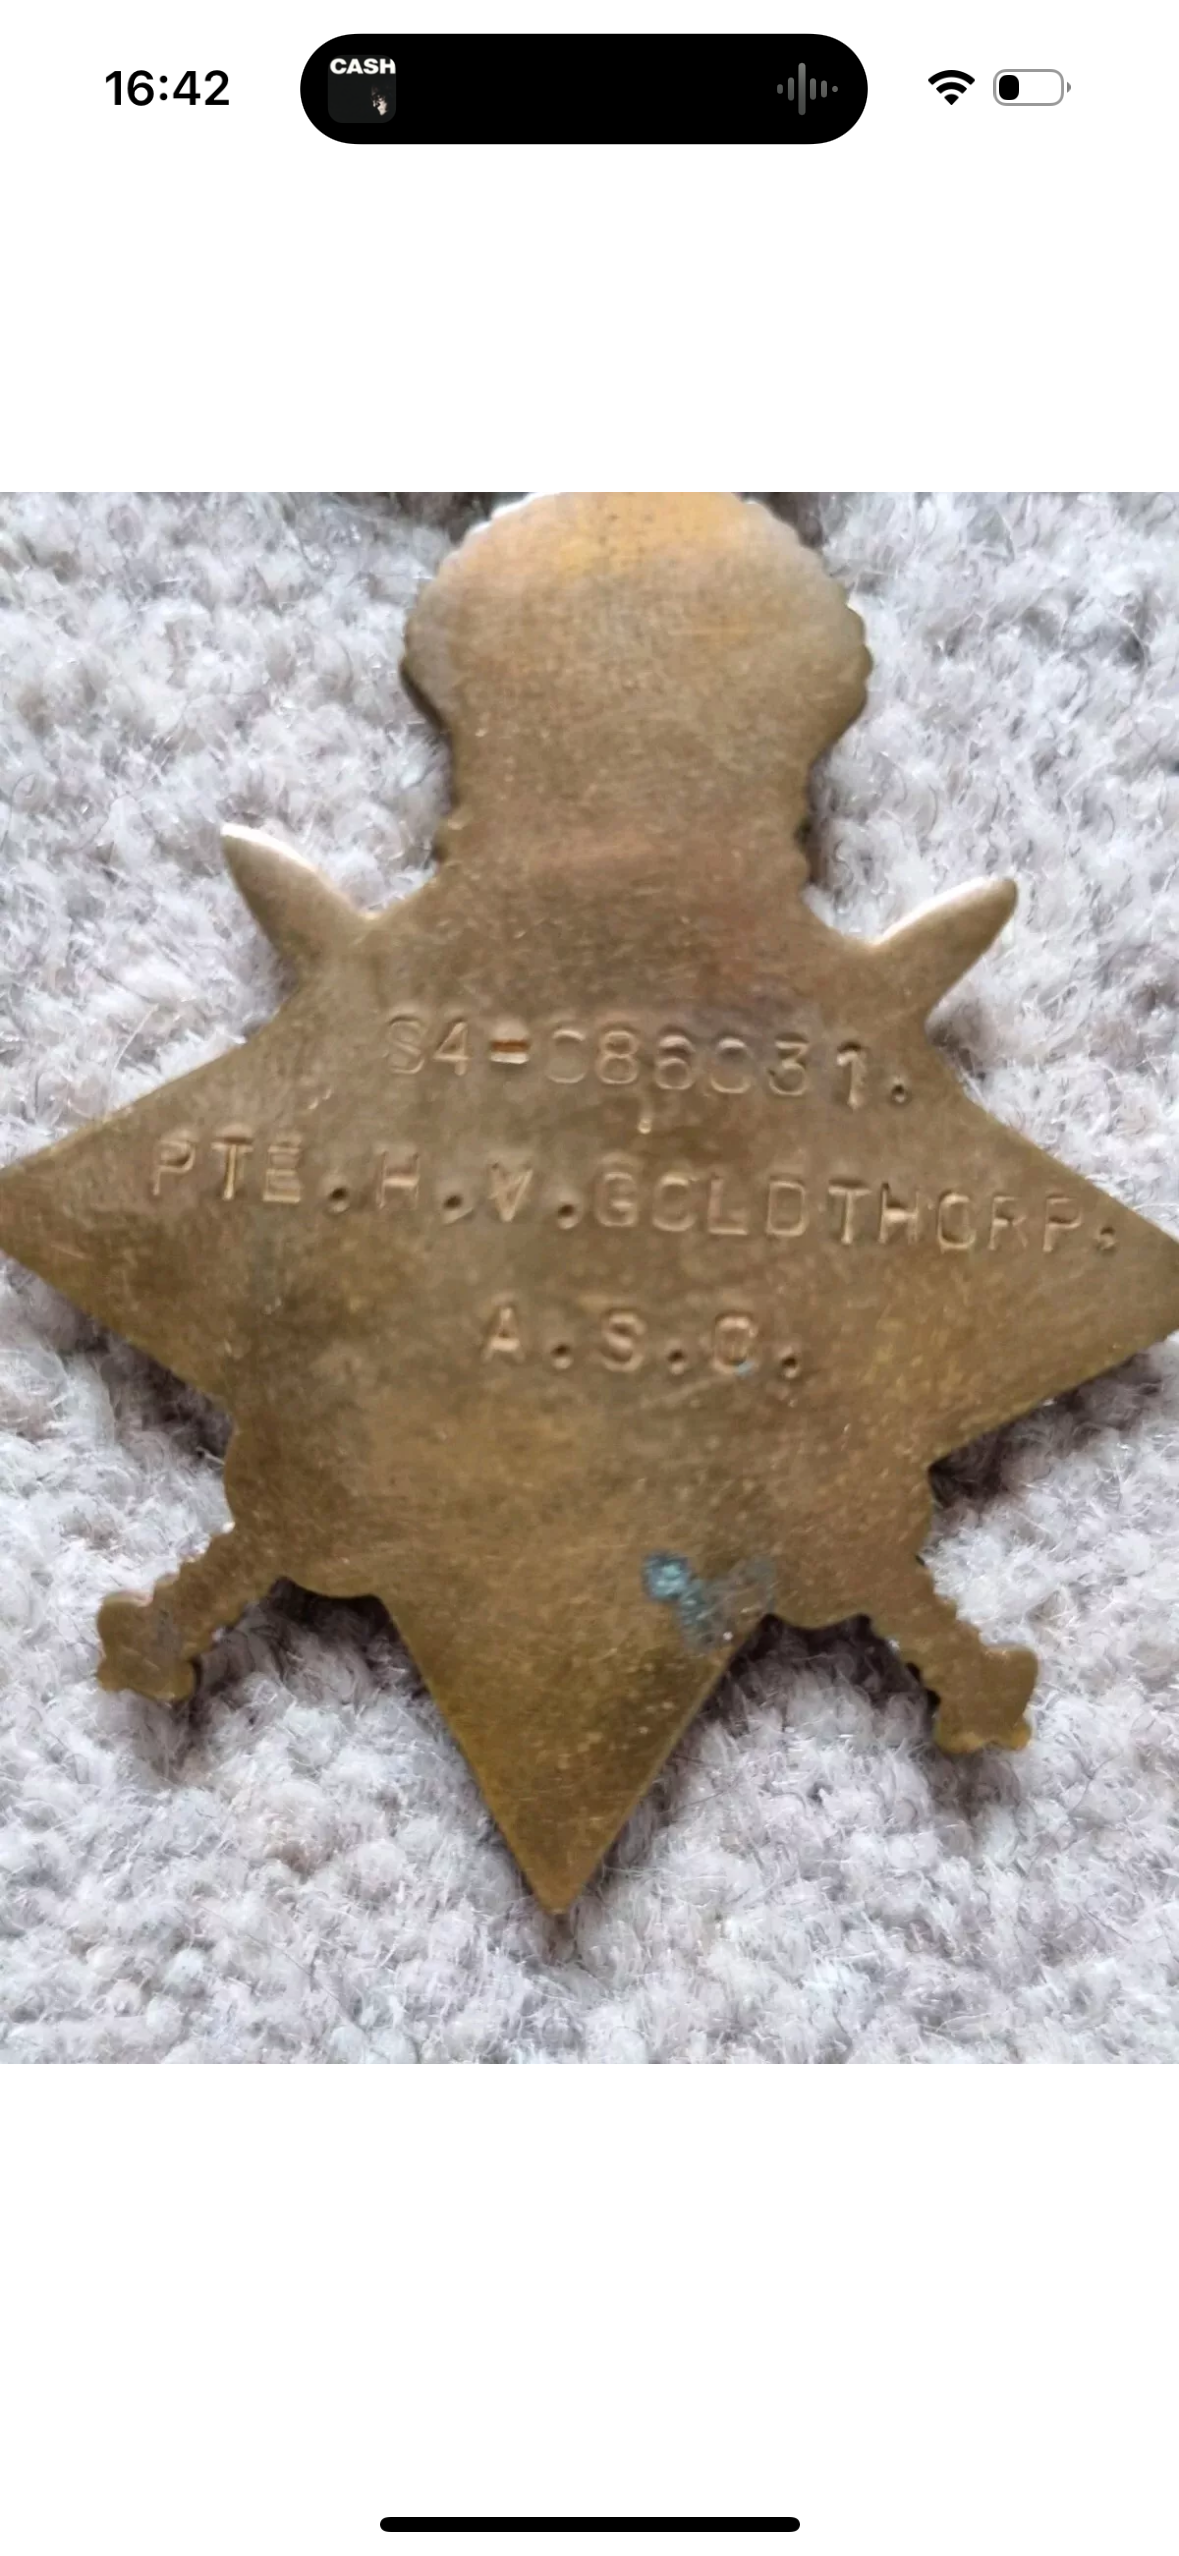 16:42
CASH
S4-086031.
PTE.H.V.GOLDTHORP.
A.S.C.